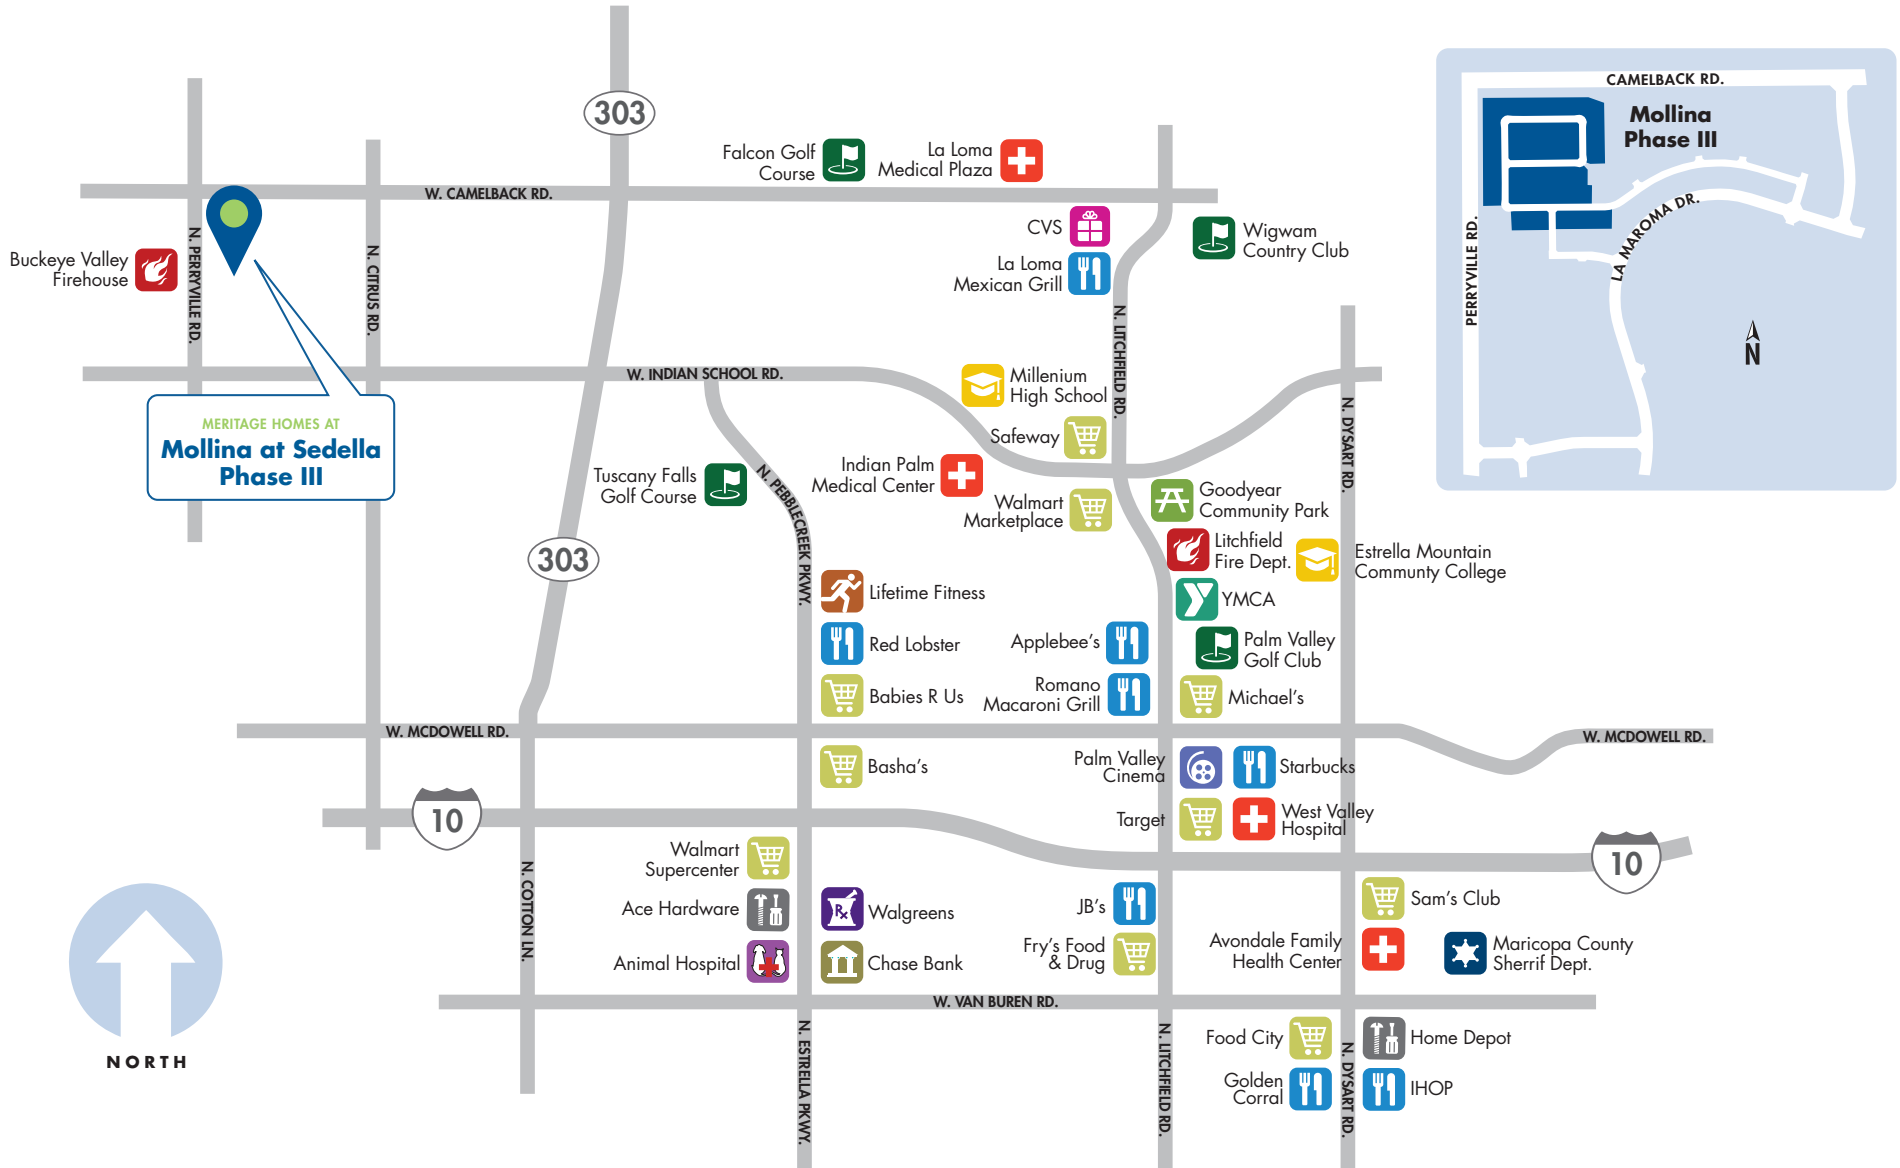 303
CAMELBACK RD.
Mollina
Phase III
PERRYVILLE RD.
LA MAROMA DR.
N
Falcon Golf
Course
La Loma
Medical Plaza
W. CAMELBACK RD.
CVS
La Loma
Mexican Grill
Wigwam
Country Club
Buckeye Valley
Firehouse
N. PERRYVILLE RD.
N. CITRUS RD.
N. LITCHFIELD RD.
W. INDIAN SCHOOL RD.
Millenium
High School
MERITAGE HOMES AT
Mollina at Sedella
Phase III
Safeway
N. DYSART RD.
Tuscany Falls
Golf Course
N. PEBBLECREEK PKWY.
Indian Palm
Medical Center
Walmart
Marketplace
Goodyear
Community Park
303
Litchfield
Fire Dept.
Estrella Mountain
Communty College
Lifetime Fitness
YMCA
Red Lobster
Applebee's
Palm Valley
Golf Club
Babies R Us
Romano
Macaroni Grill
Michael's
W. MCDOWELL RD.
W. MCDOWELL RD.
Basha's
Palm Valley
Cinema
Starbucks
10
Target
West Valley
Hospital
10
Walmart
Supercenter
N. COTTON LN.
Ace Hardware
Rx
Walgreens
JB's
Sam's Club
Animal Hospital
Chase Bank
Fry's Food
& Drug
Avondale Family
Health Center
Maricopa County
Sherrif Dept.
W. VAN BUREN RD.
NORTH
N. ESTRELLA PKWY.
N. LITCHFIELD RD.
Food City
N. DYSART RD.
Home Depot
Golden
Corral
IHOP